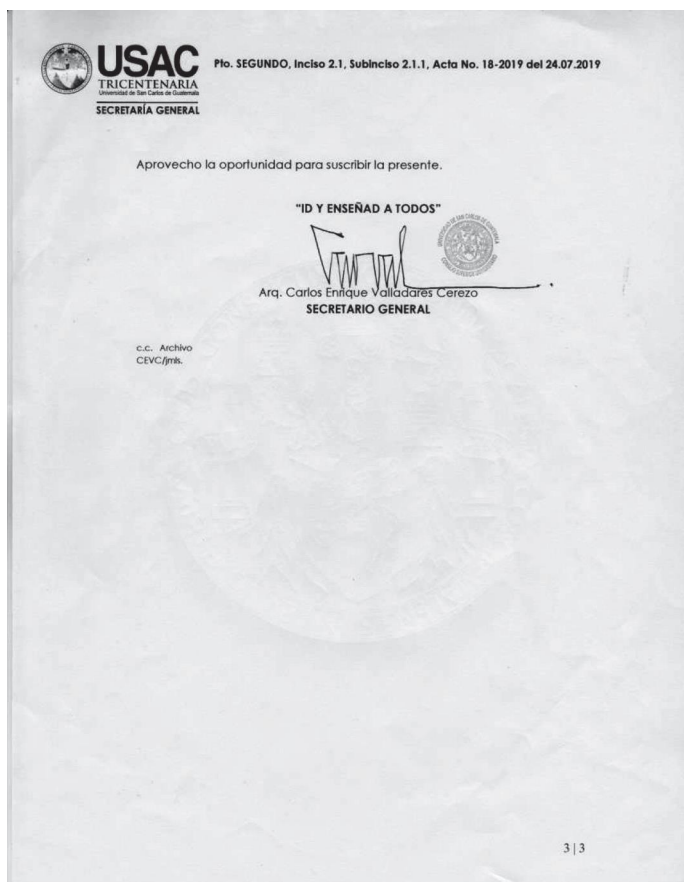 USAC
TRICENTENARIA
Universidad de San Carlos de Guatemala
SECRETARÍA GENERAL
Pto. SEGUNDO, Inciso 2.1, Subinciso 2.1.1, Acta No. 18-2019 del 24.07.2019
Aprovecho la oportunidad para suscribir la presente.
"ID Y ENSEÑAD A TODOS"
Arq. Carlos Enrique Valladares Cerezo
SECRETARIO GENERAL
c.c. Archivo
CEVC/jmls.
3|3